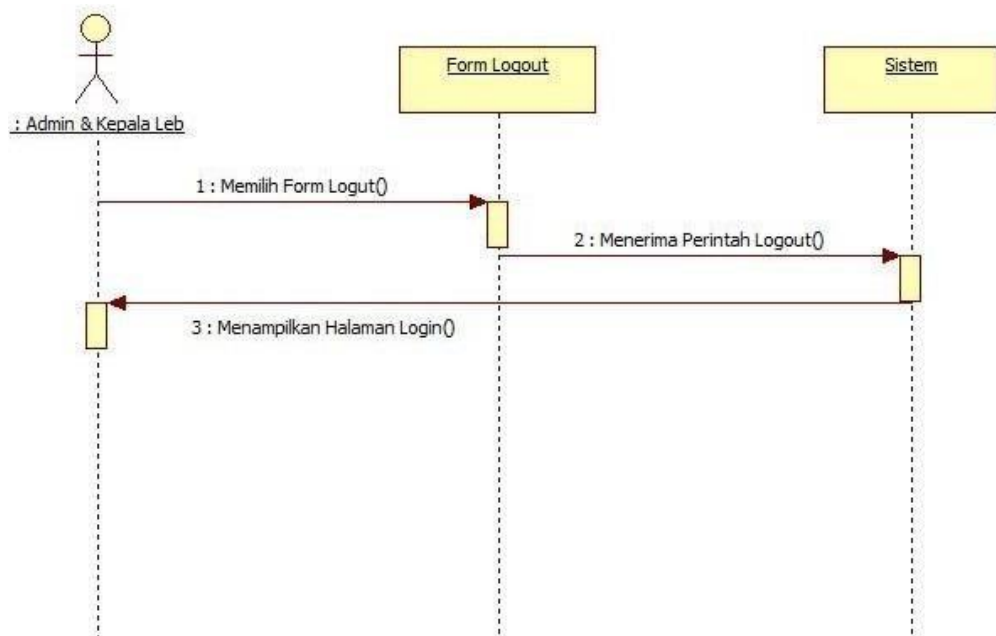 Form Logout
Sistem
: Admin & Kepala Leb
1 : Memilih Form Logut()
2 : Menerima Perintah Logout()
3 : Menampilkan Halaman Login()